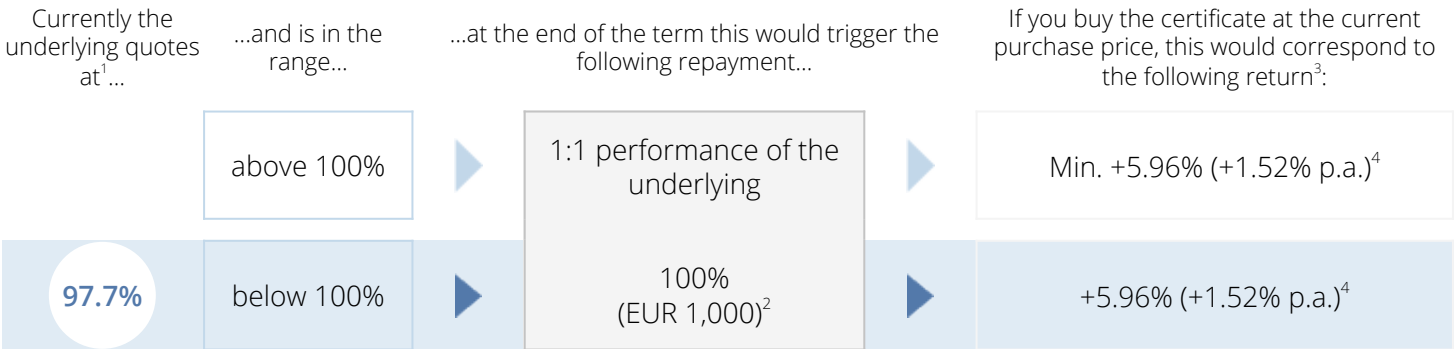 Currently the
underlying quotes
at¹...
...and is in the
range...
...at the end of the term this would trigger the
following repayment...
If you buy the certificate at the current
purchase price, this would correspond to
the following return³:
above 100%
1:1 performance of the
underlying
Min. +5.96% (+1.52% p.a.)⁴
97.7%
below 100%
100%
(EUR 1,000)²
+5.96% (+1.52% p.a.)⁴